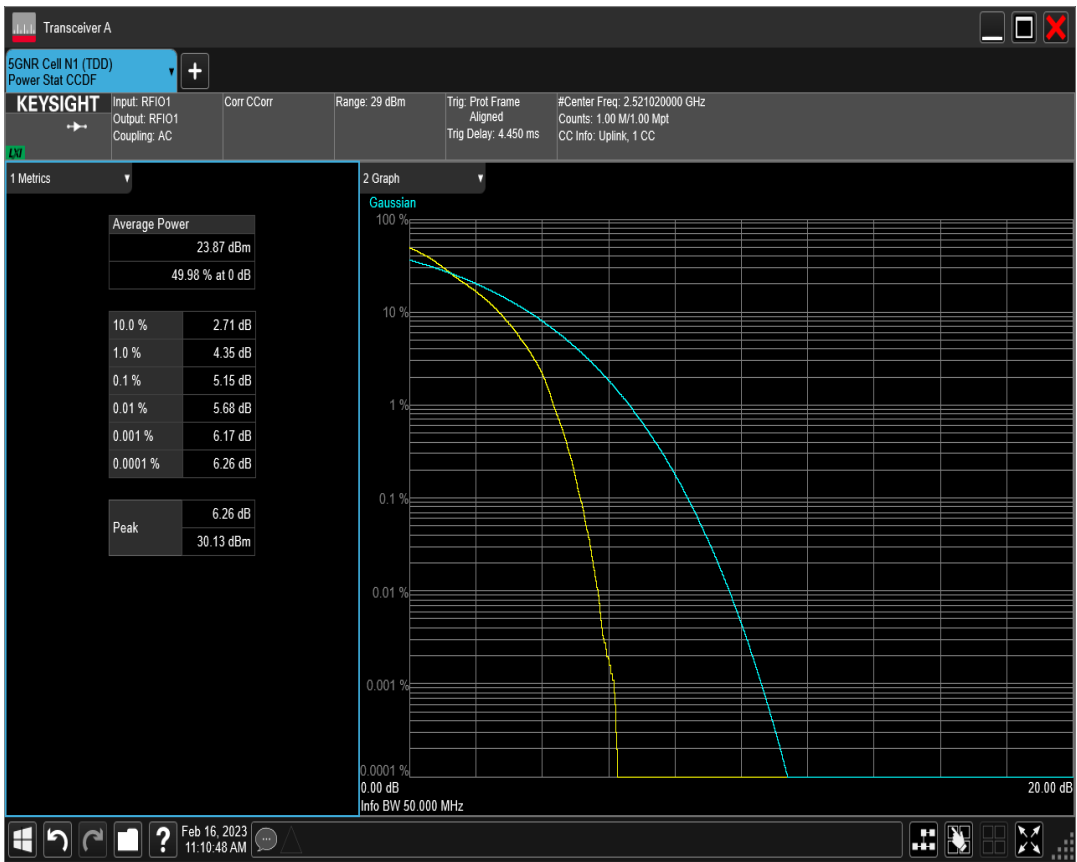 Transceiver A
5GNR Cell N1 (TDD)
Power Stat CCDF
+
KEYSIGHT
LXI
Input: RFIO1
Output: RFIO1
Coupling: AC
Corr CCorr
Range: 29 dBm
Trig: Prot Frame
Aligned
Trig Delay: 4.450 ms
#Center Freq: 2.521020000 GHz
Counts: 1.00 M/1.00 Mpt
CC Info: Uplink, 1 CC
1 Metrics
Average Power
23.87 dBm
49.98 % at 0 dB
10.0 % 2.71 dB
1.0 % 4.35 dB
0.1 % 5.15 dB
0.01 % 5.68 dB
0.001 % 6.17 dB
0.0001 % 6.26 dB
Peak 6.26 dB
30.13 dBm
2 Graph
Gaussian
100 %
10 %
1 %
0.1 %
0.01 %
0.001 %
0.0001 %
0.00 dB 20.00 dB
Info BW 50.000 MHz
?
Feb 16, 2023
11:10:48 AM